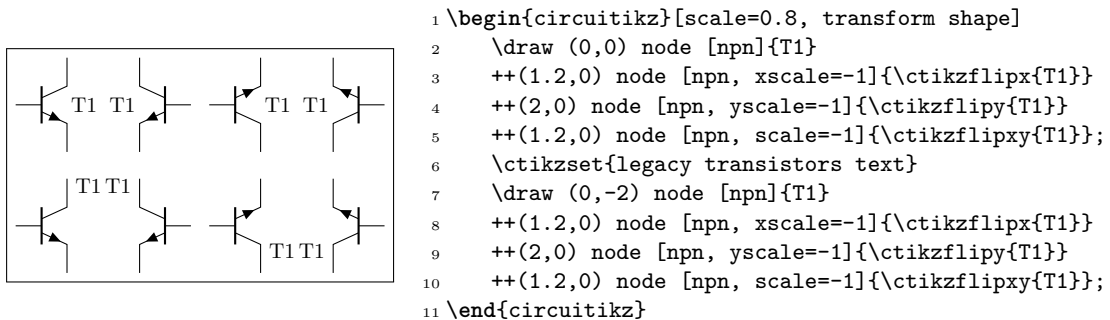 T1 T1 T1 T1
T1 T1
T1 T1
1 \begin{circuitikz}[scale=0.8, transform shape]
2 \draw (0,0) node [npn]{T1}
3 ++(1.2,0) node [npn, xscale=-1]{\ctikzflipx{T1}}
4 ++(2,0) node [npn, yscale=-1]{\ctikzflipy{T1}}
5 ++(1.2,0) node [npn, scale=-1]{\ctikzflipxy{T1}};
6 \ctikzset{legacy transistors text}
7 \draw (0,-2) node [npn]{T1}
8 ++(1.2,0) node [npn, xscale=-1]{\ctikzflipx{T1}}
9 ++(2,0) node [npn, yscale=-1]{\ctikzflipy{T1}}
10 ++(1.2,0) node [npn, scale=-1]{\ctikzflipxy{T1}};
11 \end{circuitikz}